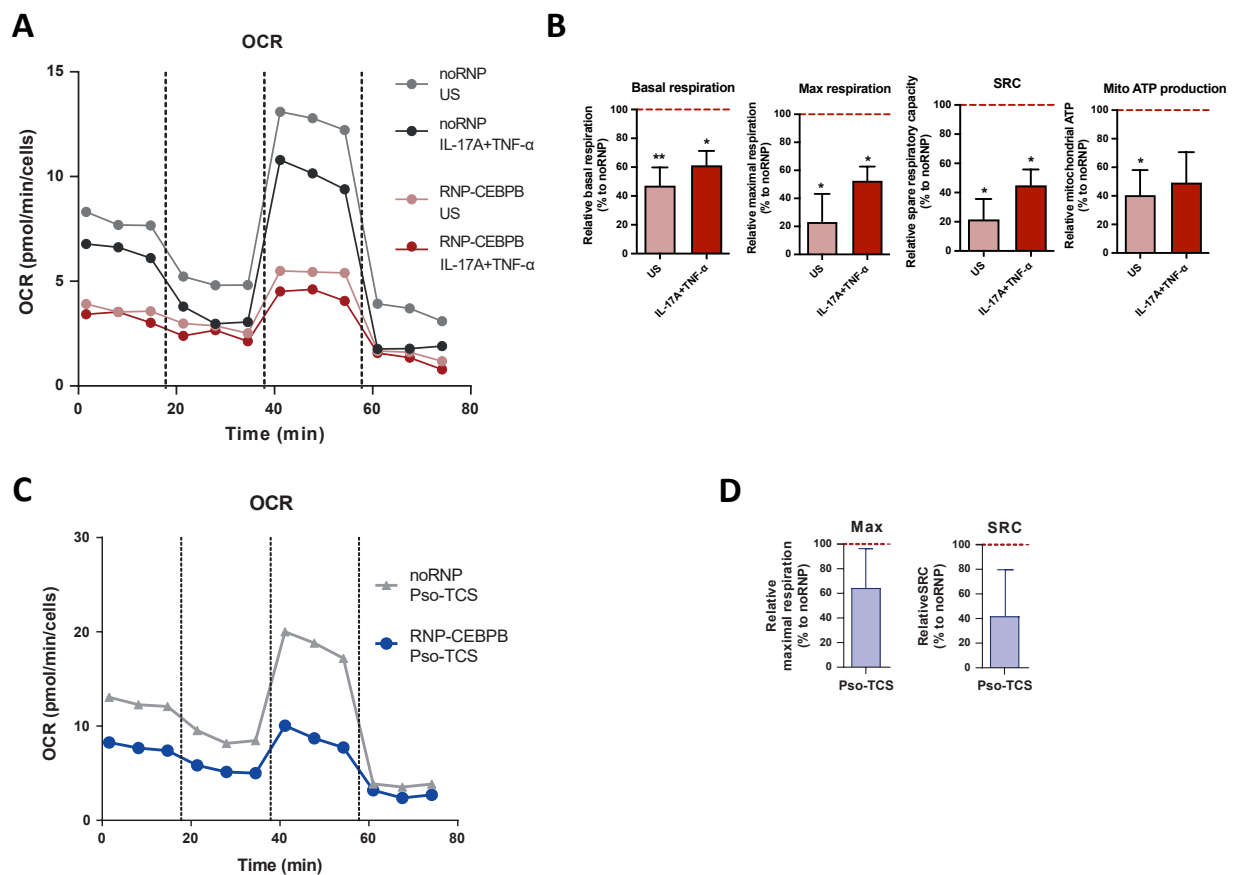 A
OCR
15
10
5
0
OCR (pmol/min/cells)
0
20
40
60
80
Time (min)
noRNP
US
noRNP
IL-17A+TNF-α
RNP-CEBPB
US
RNP-CEBPB
IL-17A+TNF-α
B
Basal respiration
Relative basal respiration
(% to noRNP)
100
80
60
40
20
0
**
*
US
IL-17A+TNF-α
Max respiration
Relative maximal respiration
(% to noRNP)
100
80
60
40
20
0
*
*
US
IL-17A+TNF-α
SRC
Relative spare respiratory capacity
(% to noRNP)
100
80
60
40
20
0
*
*
US
IL-17A+TNF-α
Mito ATP production
Relative mitochondrial ATP
(% to noRNP)
100
80
60
40
20
0
*
US
IL-17A+TNF-α
C
OCR
30
20
10
0
OCR (pmol/min/cells)
0
20
40
60
80
Time (min)
noRNP
Pso-TCS
RNP-CEBPB
Pso-TCS
D
Max
Relative
maximal respiration
(% to noRNP)
100
80
60
40
20
0
Pso-TCS
SRC
RelativeSRC
(% to noRNP)
100
80
60
40
20
0
Pso-TCS